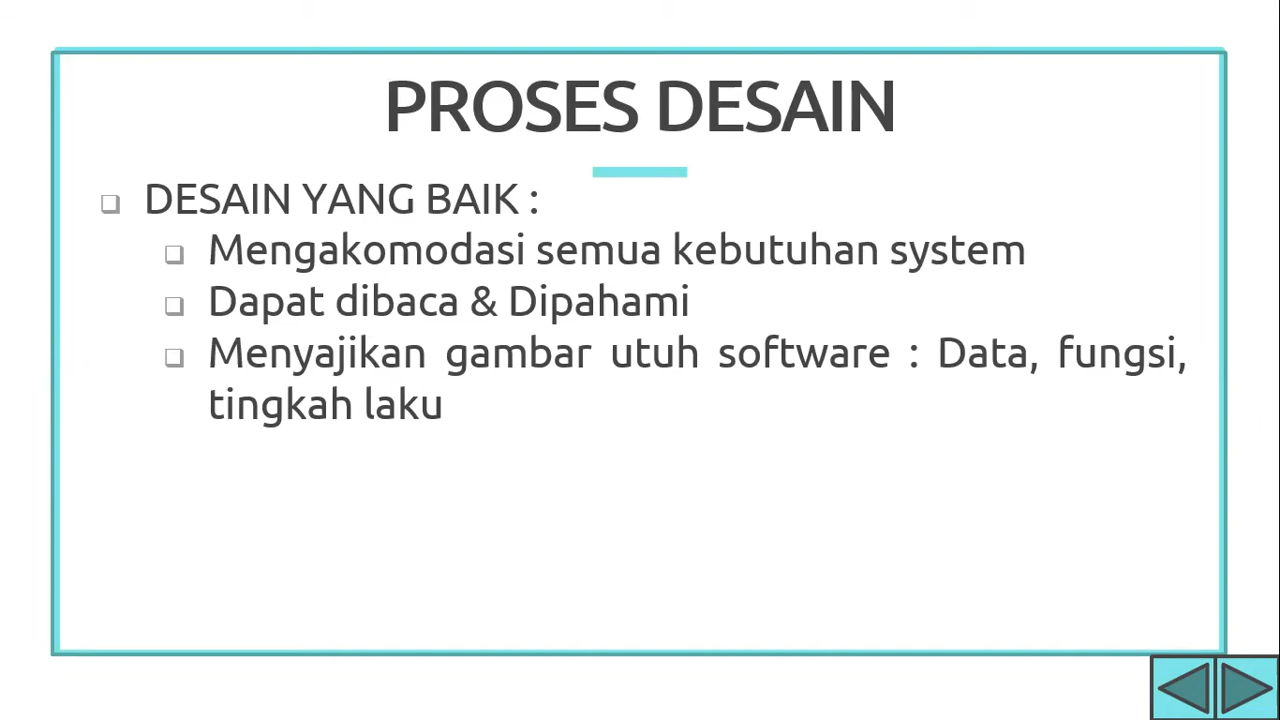 PROSES DESAIN
DESAIN YANG BAIK :
Mengakomodasi semua kebutuhan system
Dapat dibaca & Dipahami
Menyajikan gambar utuh software : Data, fungsi,
tingkah laku